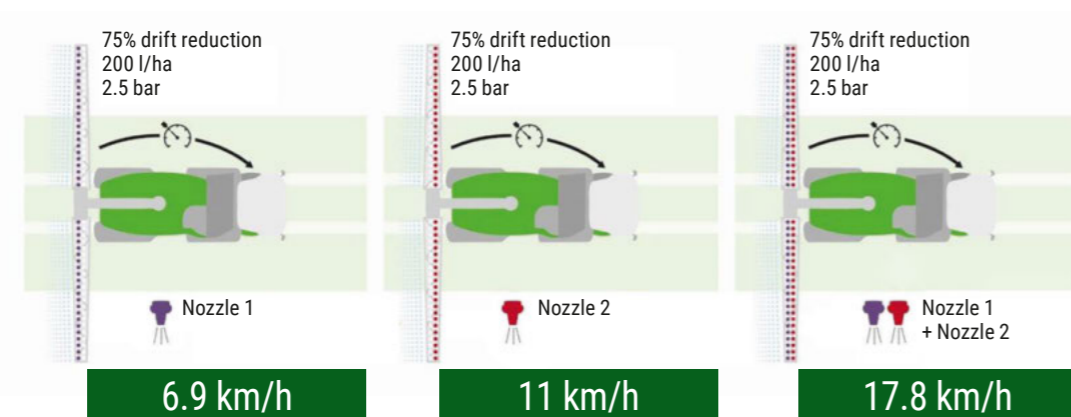 75% drift reduction
200 l/ha
2.5 bar
Nozzle 1
6.9 km/h
75% drift reduction
200 l/ha
2.5 bar
Nozzle 2
11 km/h
75% drift reduction
200 l/ha
2.5 bar
Nozzle 1
+ Nozzle 2
17.8 km/h